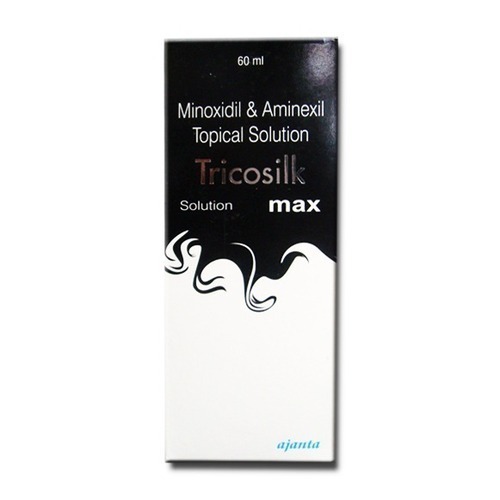 60 ml
Minoxidil & Aminexil
Topical Solution
Tricosilk
Solution max
ajanta